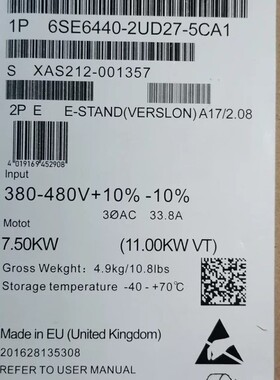 1P 6SE6440-2UD27-5CA1
S XAS212-001357
2P E E-STAND(VERSLON) A17/2.08
4 019169 452908
Input
380-480V+10% -10%
3ØAC 33.8A
Motot
7.50KW (11.00KW VT)
Gross Wekght: 4.9kg/10.8lbs
Storage temperature -40 - +70°C
Made in EU (United Kingdom)
201628135308
REFER TO USER MANUAL